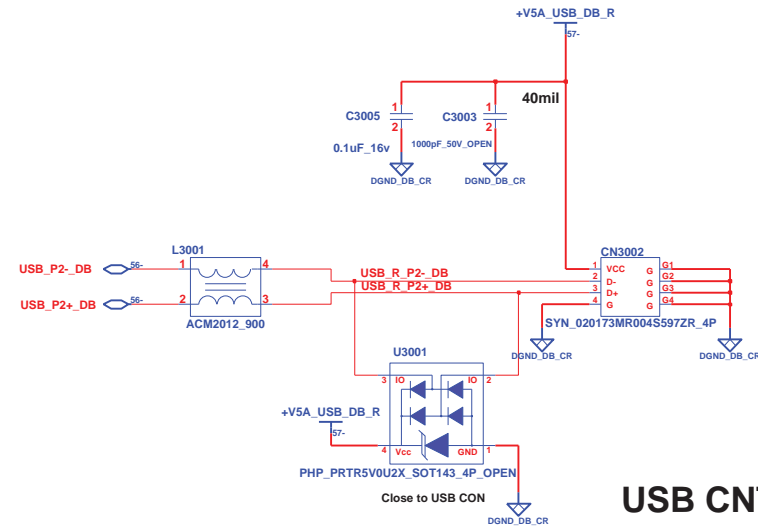 +V5A_USB_DB_R
57-
40mil
C3005
1
2
0.1uF_16v
C3003
1
2
1000pF_50V_OPEN
DGND_DB_CR
DGND_DB_CR
USB_P2-_DB
56-
USB_P2+_DB
56-
L3001
1
4
2
3
ACM2012_900
USB_R_P2-_DB
USB_R_P2+_DB
CN3002
1
VCC
G
G1
2
D-
G
G2
3
D+
G
G3
4
G
G
G4
SYN_020173MR004S597ZR_4P
DGND_DB_CR
DGND_DB_CR
U3001
3
IO
IO
2
+V5A_USB_DB_R
57-
4
Vcc
GND
1
PHP_PRTR5V0U2X_SOT143_4P_OPEN
Close to USB CON
DGND_DB_CR
USB CN